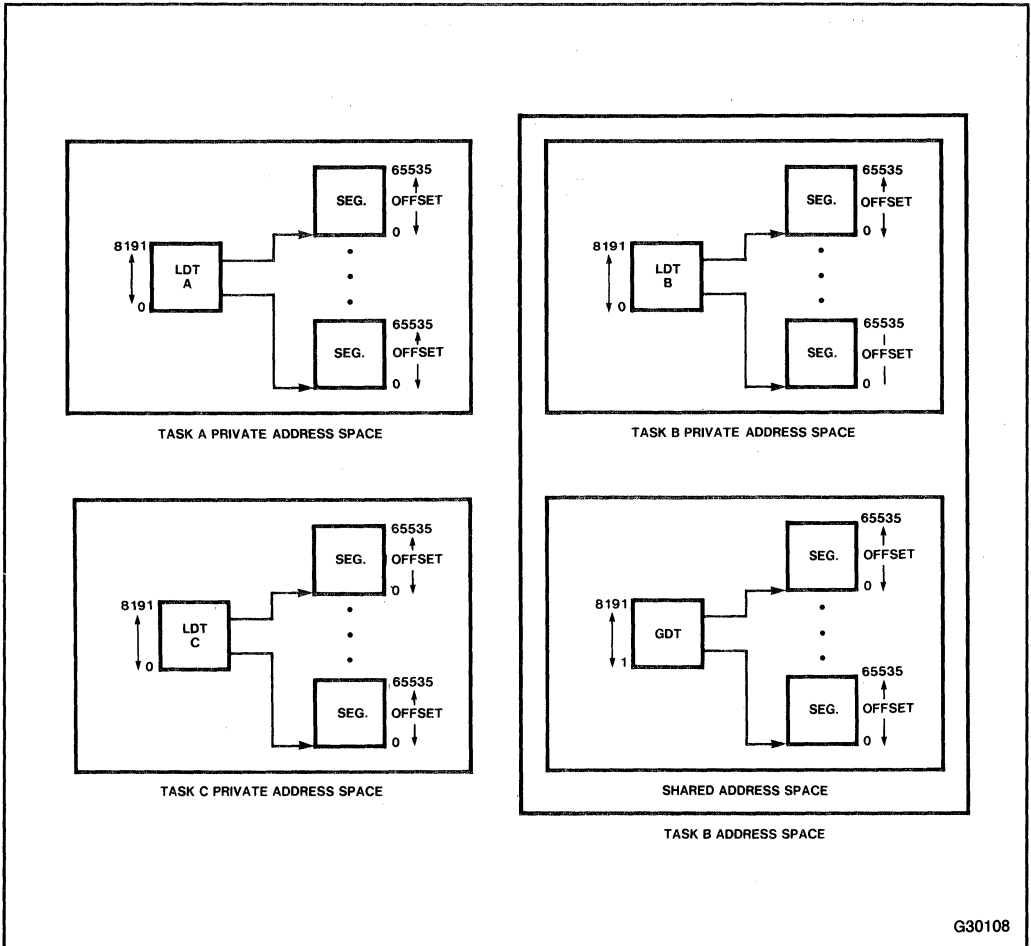 65535
SEG.
OFFSET
0
8191
LDT
A
0
65535
SEG.
OFFSET
0
TASK A PRIVATE ADDRESS SPACE
65535
SEG.
OFFSET
0
8191
LDT
B
0
65535
SEG.
OFFSET
0
TASK B PRIVATE ADDRESS SPACE
65535
SEG.
OFFSET
0
8191
LDT
C
0
65535
SEG.
OFFSET
0
TASK C PRIVATE ADDRESS SPACE
65535
SEG.
OFFSET
0
8191
GDT
1
65535
SEG.
OFFSET
0
SHARED ADDRESS SPACE
TASK B ADDRESS SPACE
G30108